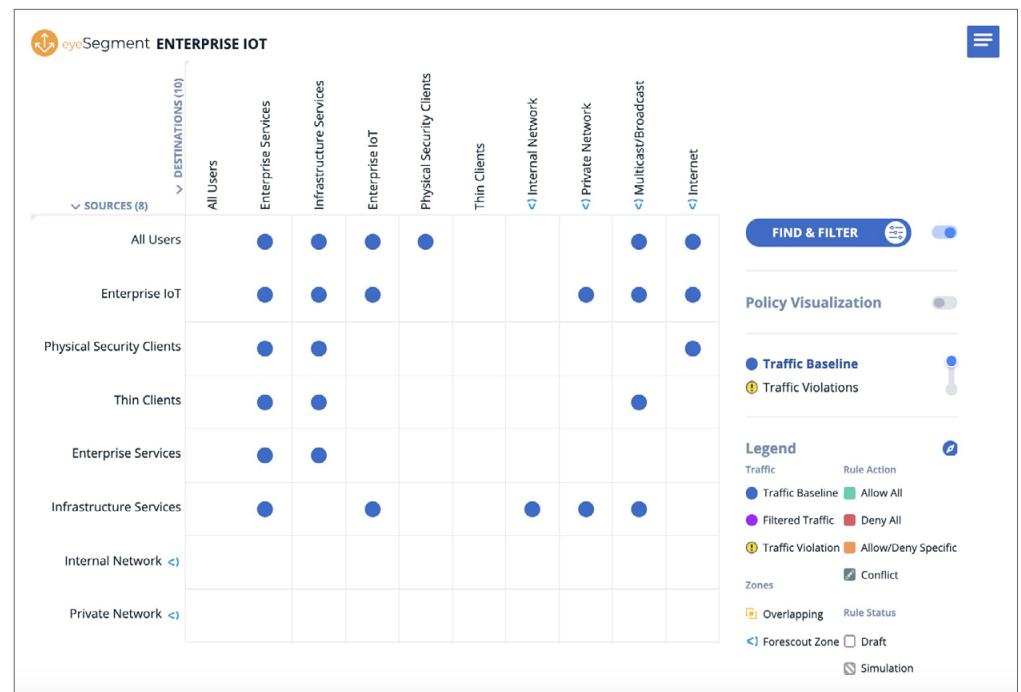 eyeSegment ENTERPRISE IOT
DESTINATIONS (10)
SOURCES (8)
All Users
Enterprise Services
Infrastructure Services
Enterprise IoT
Physical Security Clients
Thin Clients
Internal Network
Private Network
Multicast/Broadcast
Internet
All Users
Enterprise IoT
Physical Security Clients
Thin Clients
Enterprise Services
Infrastructure Services
Internal Network
Private Network
FIND & FILTER
Policy Visualization
Traffic Baseline
Traffic Violations
Legend
Traffic Rule Action
Traffic Baseline Allow All
Filtered Traffic Deny All
Traffic Violation Allow/Deny Specific
Conflict
Zones
Overlapping Rule Status
Forescout Zone Draft
Simulation